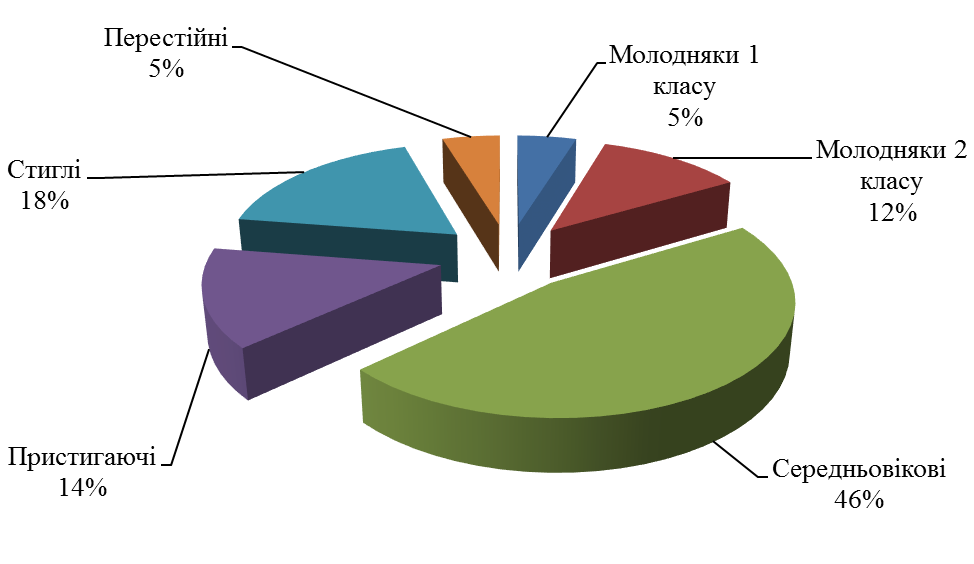 Перестійні
5%
Молодняки 1
класу
5%
Молодняки 2
класу
12%
Стиглі
18%
Пристигаючі
14%
Середньовікові
46%